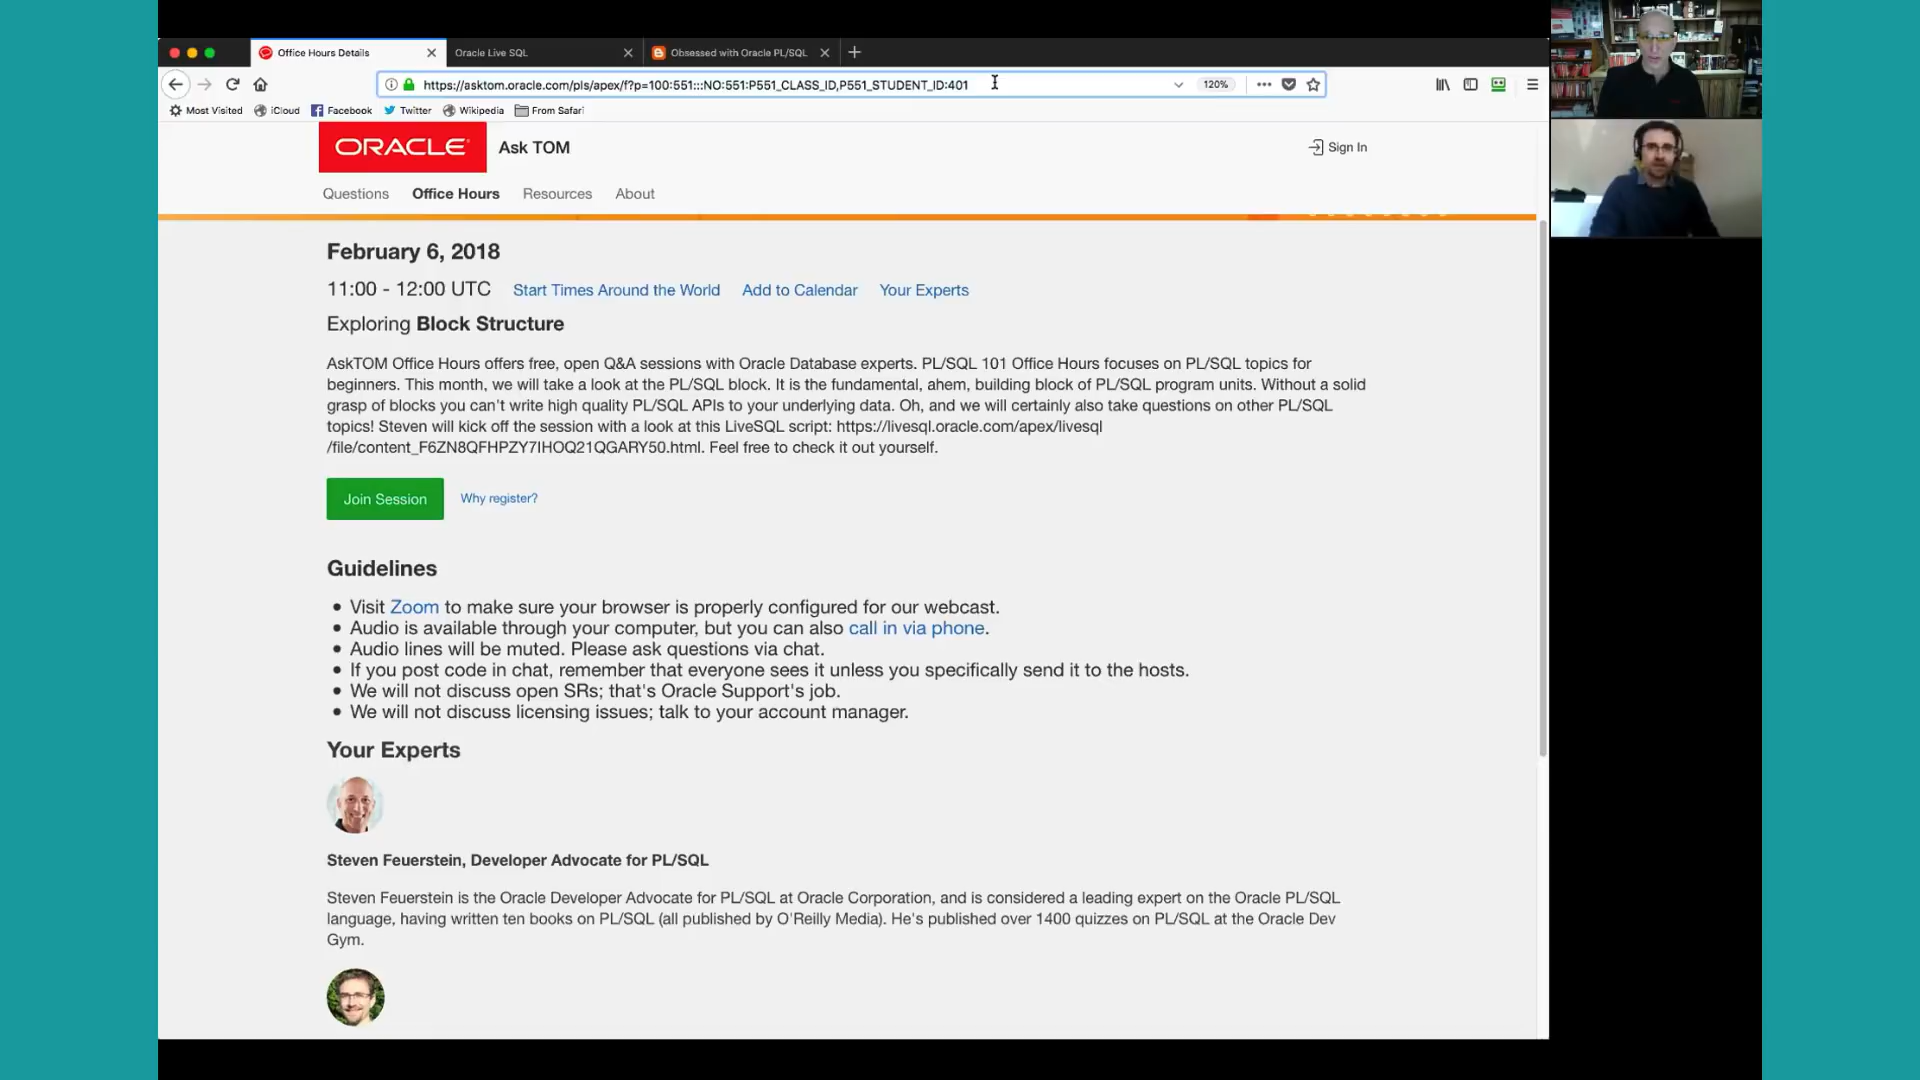 Office Hours Details
Oracle Live SQL
Obsessed with Oracle PL/SQL
https://asktom.oracle.com/pls/apex/f?p=100:551:::NO:551:P551_CLASS_ID,P551_STUDENT_ID:401
120%
Most Visited
iCloud
Facebook
Twitter
Wikipedia
From Safari
ORACLE
Ask TOM
Sign In
Questions
Office Hours
Resources
About
February 6, 2018
11:00 - 12:00 UTC
Start Times Around the World
Add to Calendar
Your Experts
Exploring Block Structure
AskTOM Office Hours offers free, open Q&A sessions with Oracle Database experts. PL/SQL 101 Office Hours focuses on PL/SQL topics for
beginners. This month, we will take a look at the PL/SQL block. It is the fundamental, ahem, building block of PL/SQL program units. Without a solid
grasp of blocks you can't write high quality PL/SQL APIs to your underlying data. Oh, and we will certainly also take questions on other PL/SQL
topics! Steven will kick off the session with a look at this LiveSQL script: https://livesql.oracle.com/apex/livesql
/file/content_F6ZN8QFHPZY7IHOQ21QGARY50.html. Feel free to check it out yourself.
Join Session
Why register?
Guidelines
• Visit Zoom to make sure your browser is properly configured for our webcast.
• Audio is available through your computer, but you can also call in via phone.
• Audio lines will be muted. Please ask questions via chat.
• If you post code in chat, remember that everyone sees it unless you specifically send it to the hosts.
• We will not discuss open SRs; that's Oracle Support's job.
• We will not discuss licensing issues; talk to your account manager.
Your Experts
Steven Feuerstein, Developer Advocate for PL/SQL
Steven Feuerstein is the Oracle Developer Advocate for PL/SQL at Oracle Corporation, and is considered a leading expert on the Oracle PL/SQL
language, having written ten books on PL/SQL (all published by O'Reilly Media). He's published over 1400 quizzes on PL/SQL at the Oracle Dev
Gym.